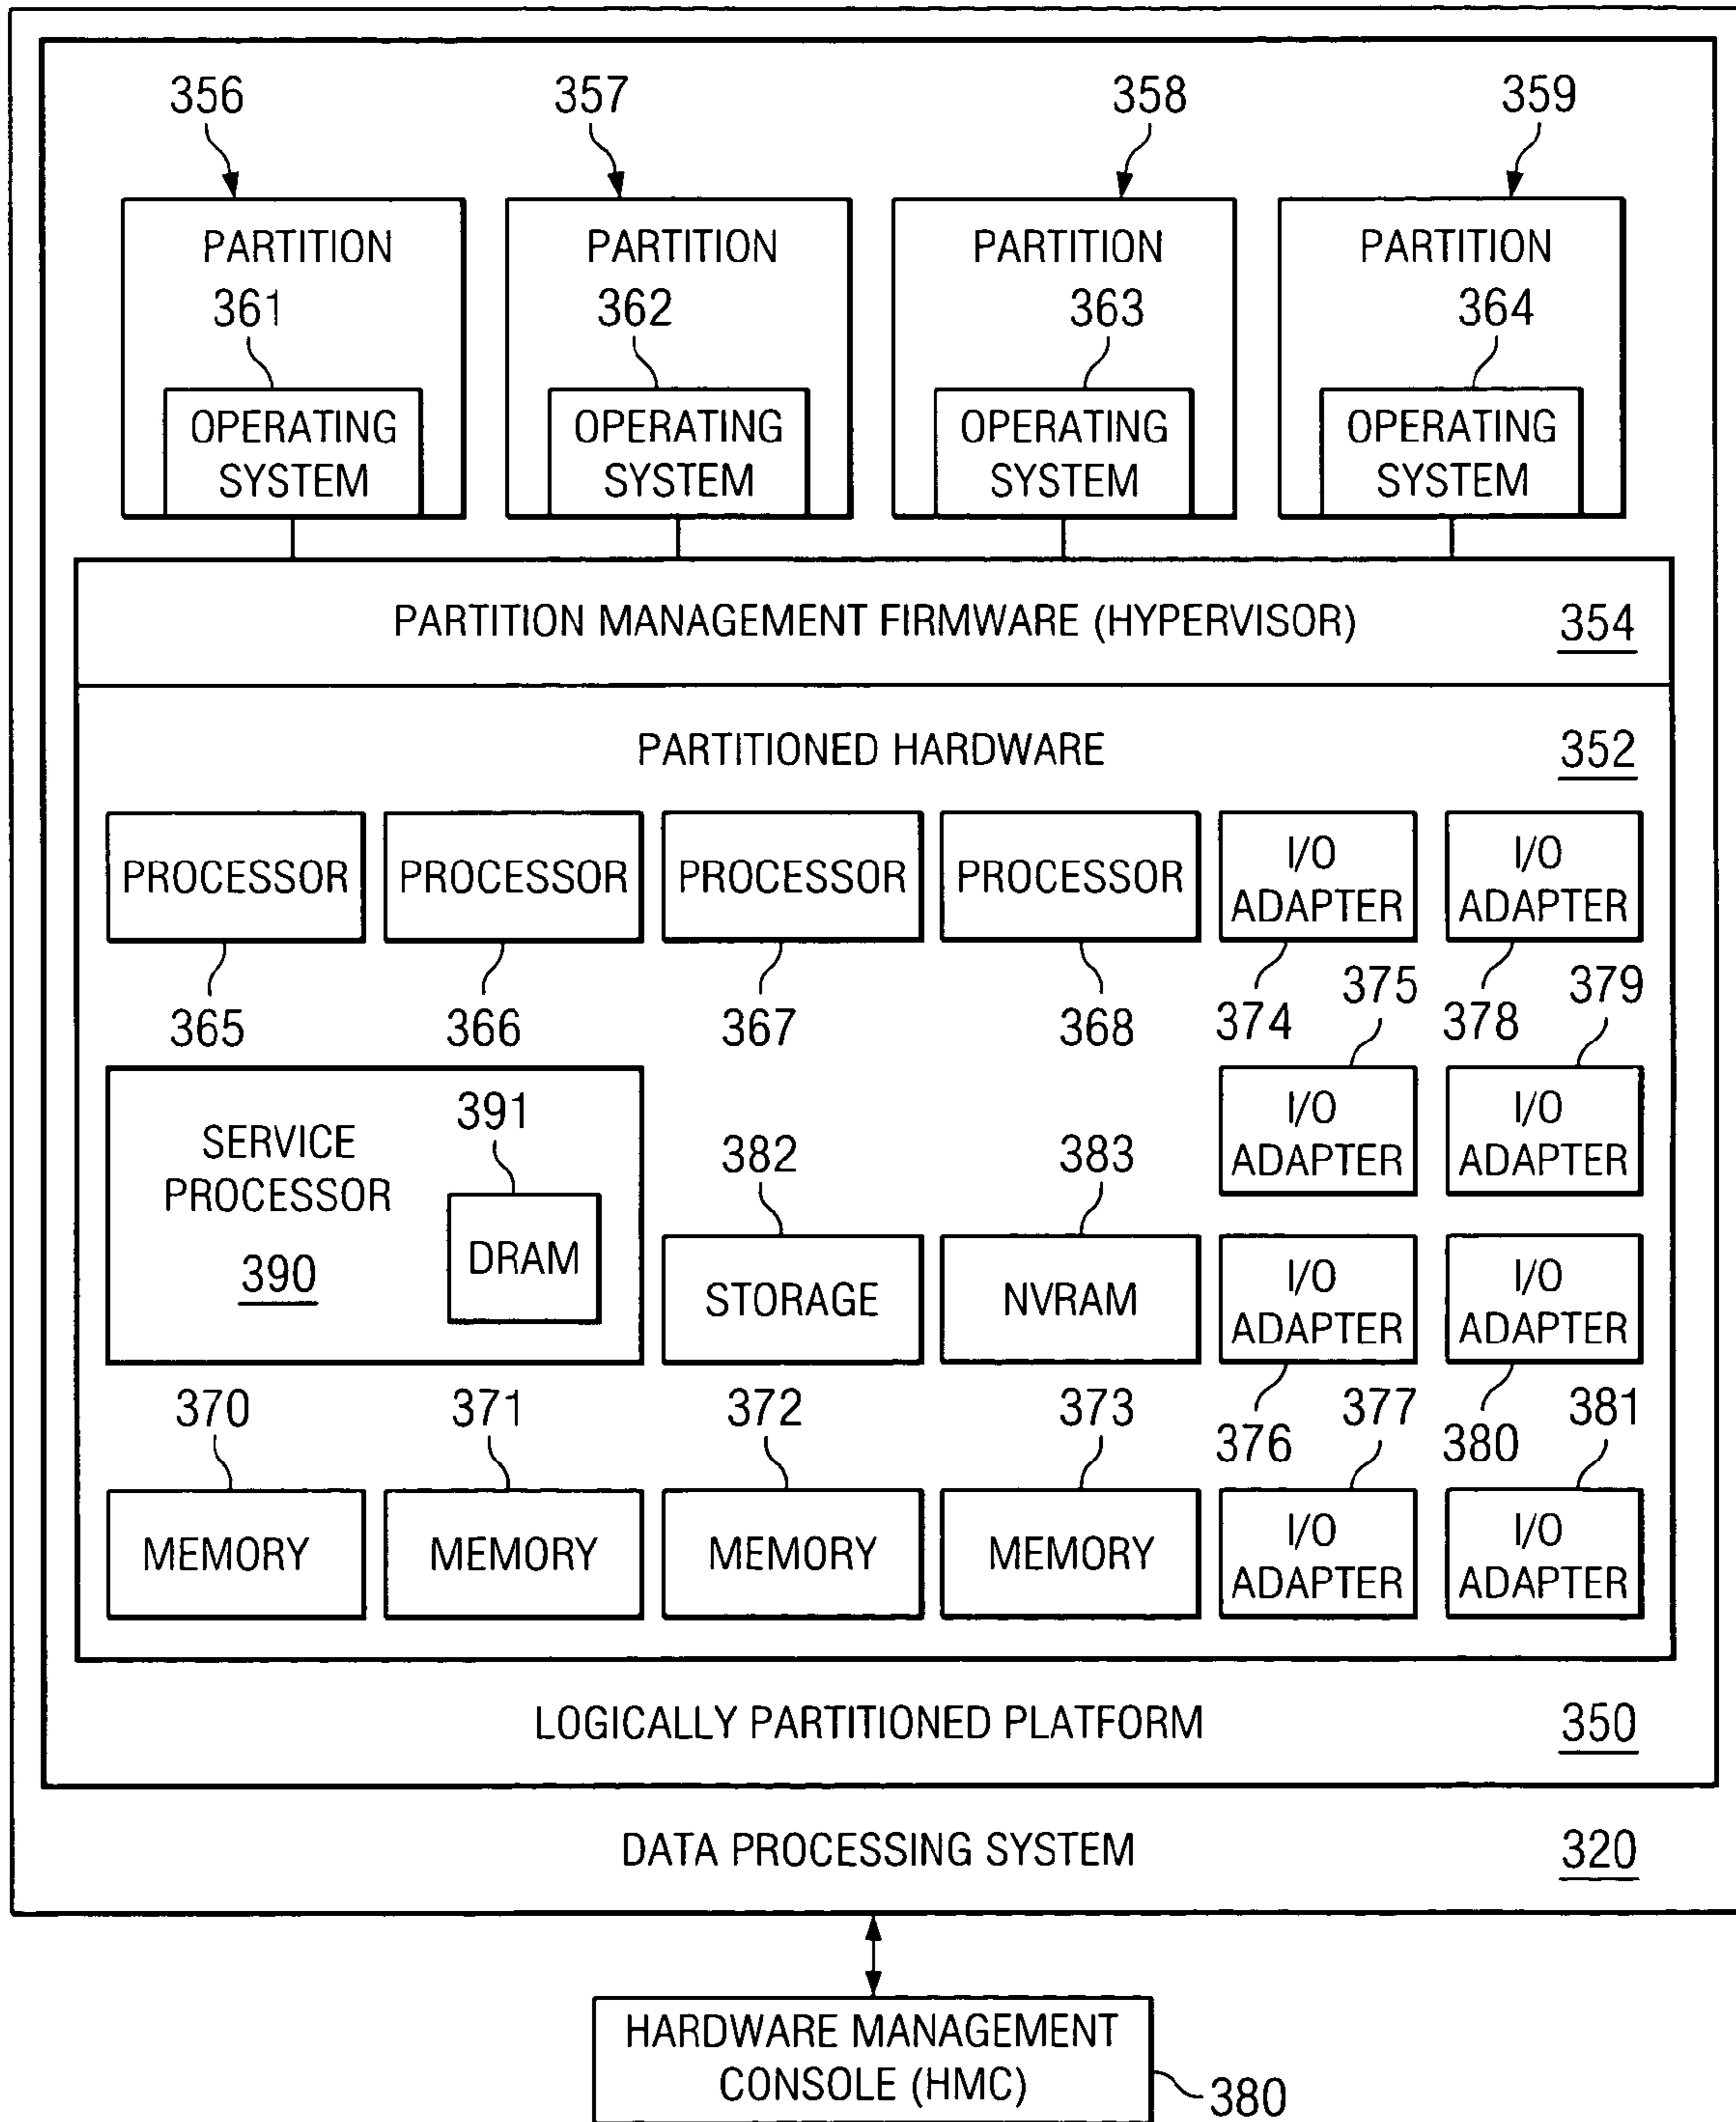 356 357 358 359
PARTITION PARTITION PARTITION PARTITION
361 362 363 364
OPERATING OPERATING OPERATING OPERATING
SYSTEM SYSTEM SYSTEM SYSTEM
PARTITION MANAGEMENT FIRMWARE (HYPERVISOR) 354
PARTITIONED HARDWARE 352
PROCESSOR PROCESSOR PROCESSOR PROCESSOR
I/O I/O
ADAPTER ADAPTER
365 366 367 368 374 378
375 379
SERVICE
PROCESSOR
390
391
DRAM
382 383
STORAGE NVRAM
I/O I/O
ADAPTER ADAPTER
I/O I/O
ADAPTER ADAPTER
370 371 372 373 376 380
377 381
MEMORY MEMORY MEMORY MEMORY
I/O I/O
ADAPTER ADAPTER
LOGICALLY PARTITIONED PLATFORM 350
DATA PROCESSING SYSTEM 320
HARDWARE MANAGEMENT
CONSOLE (HMC)
380